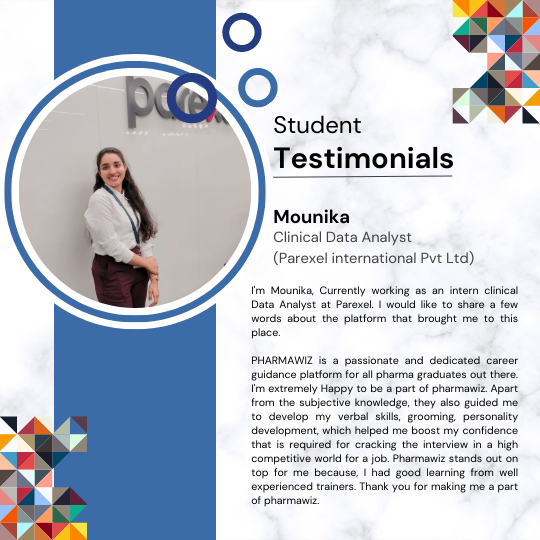 parexel
Student
Testimonials
Mounika
Clinical Data Analyst
(Parexel international Pvt Ltd)
I'm Mounika, Currently working as an intern clinical
Data Analyst at Parexel. I would like to share a few
words about the platform that brought me to this
place.
PHARMAWIZ is a passionate and dedicated career
guidance platform for all pharma graduates out there.
I'm extremely Happy to be a part of pharmawiz. Apart
from the subjective knowledge, they also guided me
to develop my verbal skills, grooming, personality
development, which helped me boost my confidence
that is required for cracking the interview in a high
competitive world for a job. Pharmawiz stands out on
top for me because, I had good learning from well
experienced trainers. Thank you for making me a part
of pharmawiz.